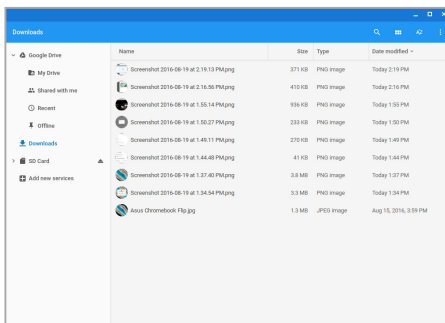 Downloads
Google Drive
My Drive
Shared with me
Recent
Offline
Downloads
SD Card
Add new services
Name Size Type Date modified
Screenshot 2016-08-19 at 2.19.13 PM.png 371 KB PNG image Today 2:19 PM
Screenshot 2016-08-19 at 2.16.56 PM.png 410 KB PNG image Today 2:16 PM
Screenshot 2016-08-19 at 1.55.14 PM.png 936 KB PNG image Today 1:55 PM
Screenshot 2016-08-19 at 1.50.27 PM.png 233 KB PNG image Today 1:50 PM
Screenshot 2016-08-19 at 1.49.11 PM.png 270 KB PNG image Today 1:49 PM
Screenshot 2016-08-19 at 1.44.48 PM.png 41 KB PNG image Today 1:44 PM
Screenshot 2016-08-19 at 1.37.40 PM.png 3.8 MB PNG image Today 1:37 PM
Screenshot 2016-08-19 at 1.34.54 PM.png 3.3 MB PNG image Today 1:34 PM
Asus Chromebook Flip.jpg 1.3 MB JPEG image Aug 15, 2016, 3:59 PM